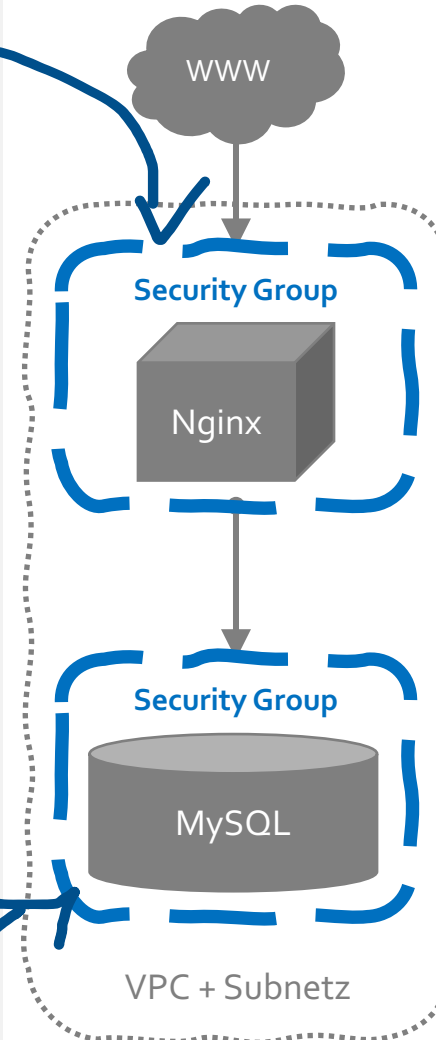 WWW
Security Group
Nginx
Security Group
MySQL
VPC + Subnetz